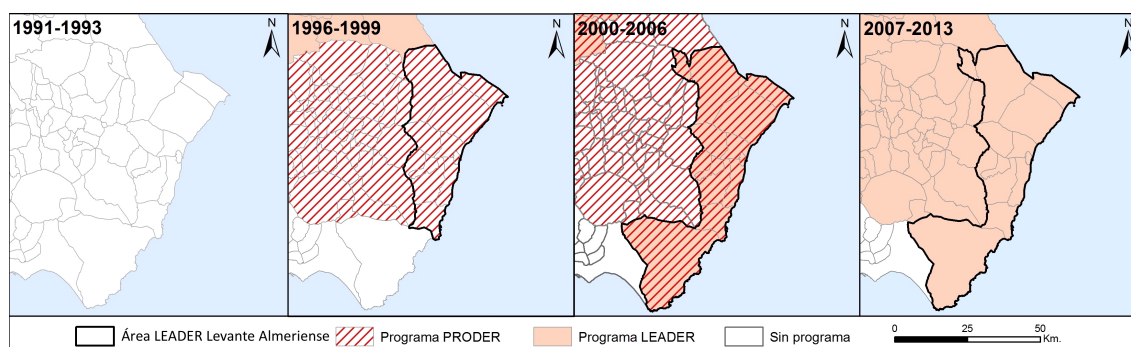 1991-1993
N
1996-1999
N
2000-2006
N
2007-2013
N
Área LEADER Levante Almeriense
Programa PRODER
Programa LEADER
Sin programa
0 25 50
Km.